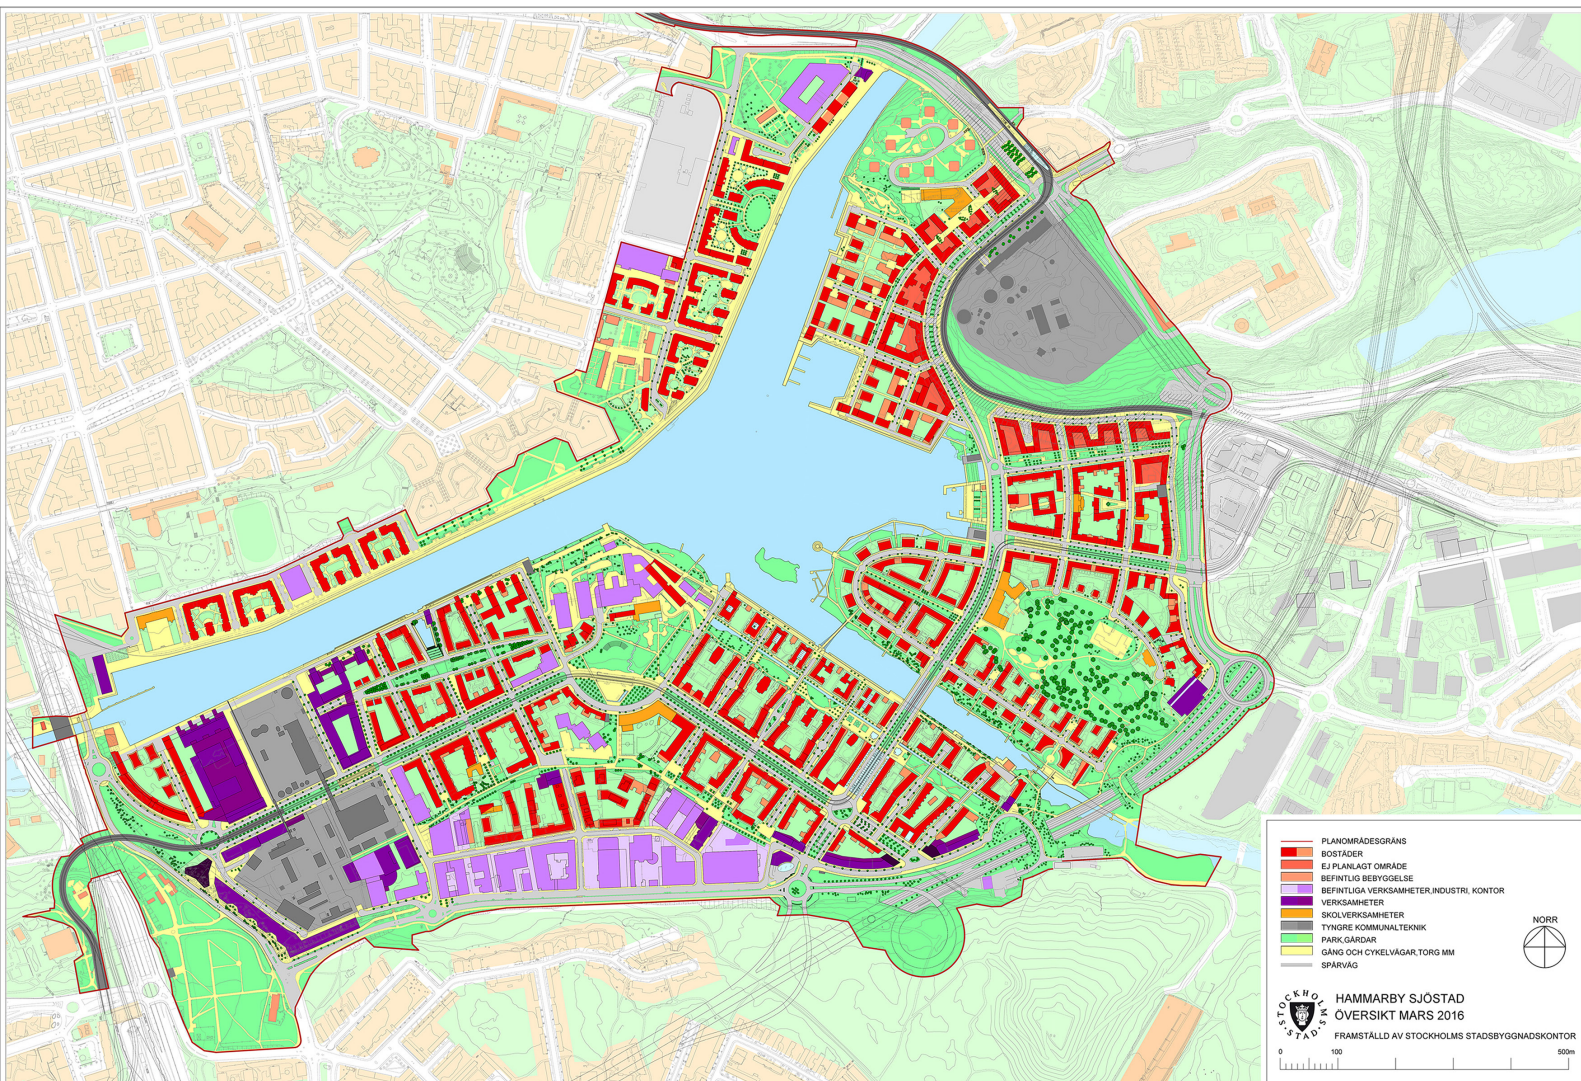 PLANOMRÅDESGRÄNS
BOSTÄDER
EJ PLANLAGT OMRÅDE
BEFINTLIG BEBYGGELSE
BEFINTLIGA VERKSAMHETER,INDUSTRI, KONTOR
VERKSAMHETER
SKOLVERKSAMHETER
TYNGRE KOMMUNALTEKNIK
PARK,GÅRDAR
GÅNG OCH CYKELVÄGAR,TORG MM
SPÅRVÄG
NORR
STOCKHOLMS STAD
HAMMARBY SJÖSTAD
ÖVERSIKT MARS 2016
FRAMSTÄLLD AV STOCKHOLMS STADSBYGGNADSKONTOR
0 100 500m